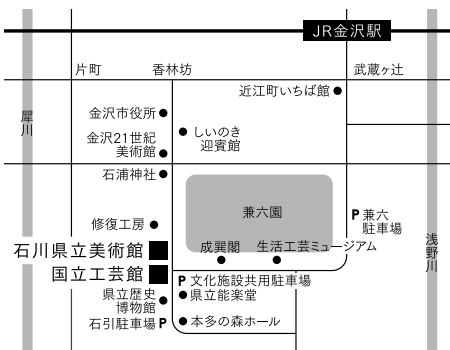 JR金沢駅
片町
香林坊
武蔵ヶ辻
近江町いちば館
犀川
金沢市役所
しいのき
迎賓館
金沢21世紀
美術館
石浦神社
兼六園
兼六
駐車場
浅野川
修復工房
石川県立美術館
成巽閣
生活工芸ミュージアム
国立工芸館
文化施設共用駐車場
P
県立歴史
博物館
県立能楽堂
石引駐車場 P
本多の森ホール
P